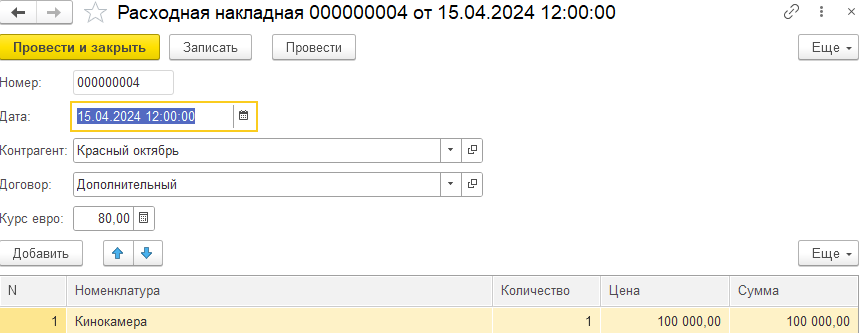 Расходная накладная 000000004 от 15.04.2024 12:00:00
Провести и закрыть Записать Провести Еще
Номер: 000000004
Дата: 15.04.2024 12:00:00
Контрагент: Красный октябрь
Договор: Дополнительный
Курс евро: 80,00
Добавить Еще
N Номенклатура Количество Цена Сумма
1 Кинокамера 1 100 000,00 100 000,00